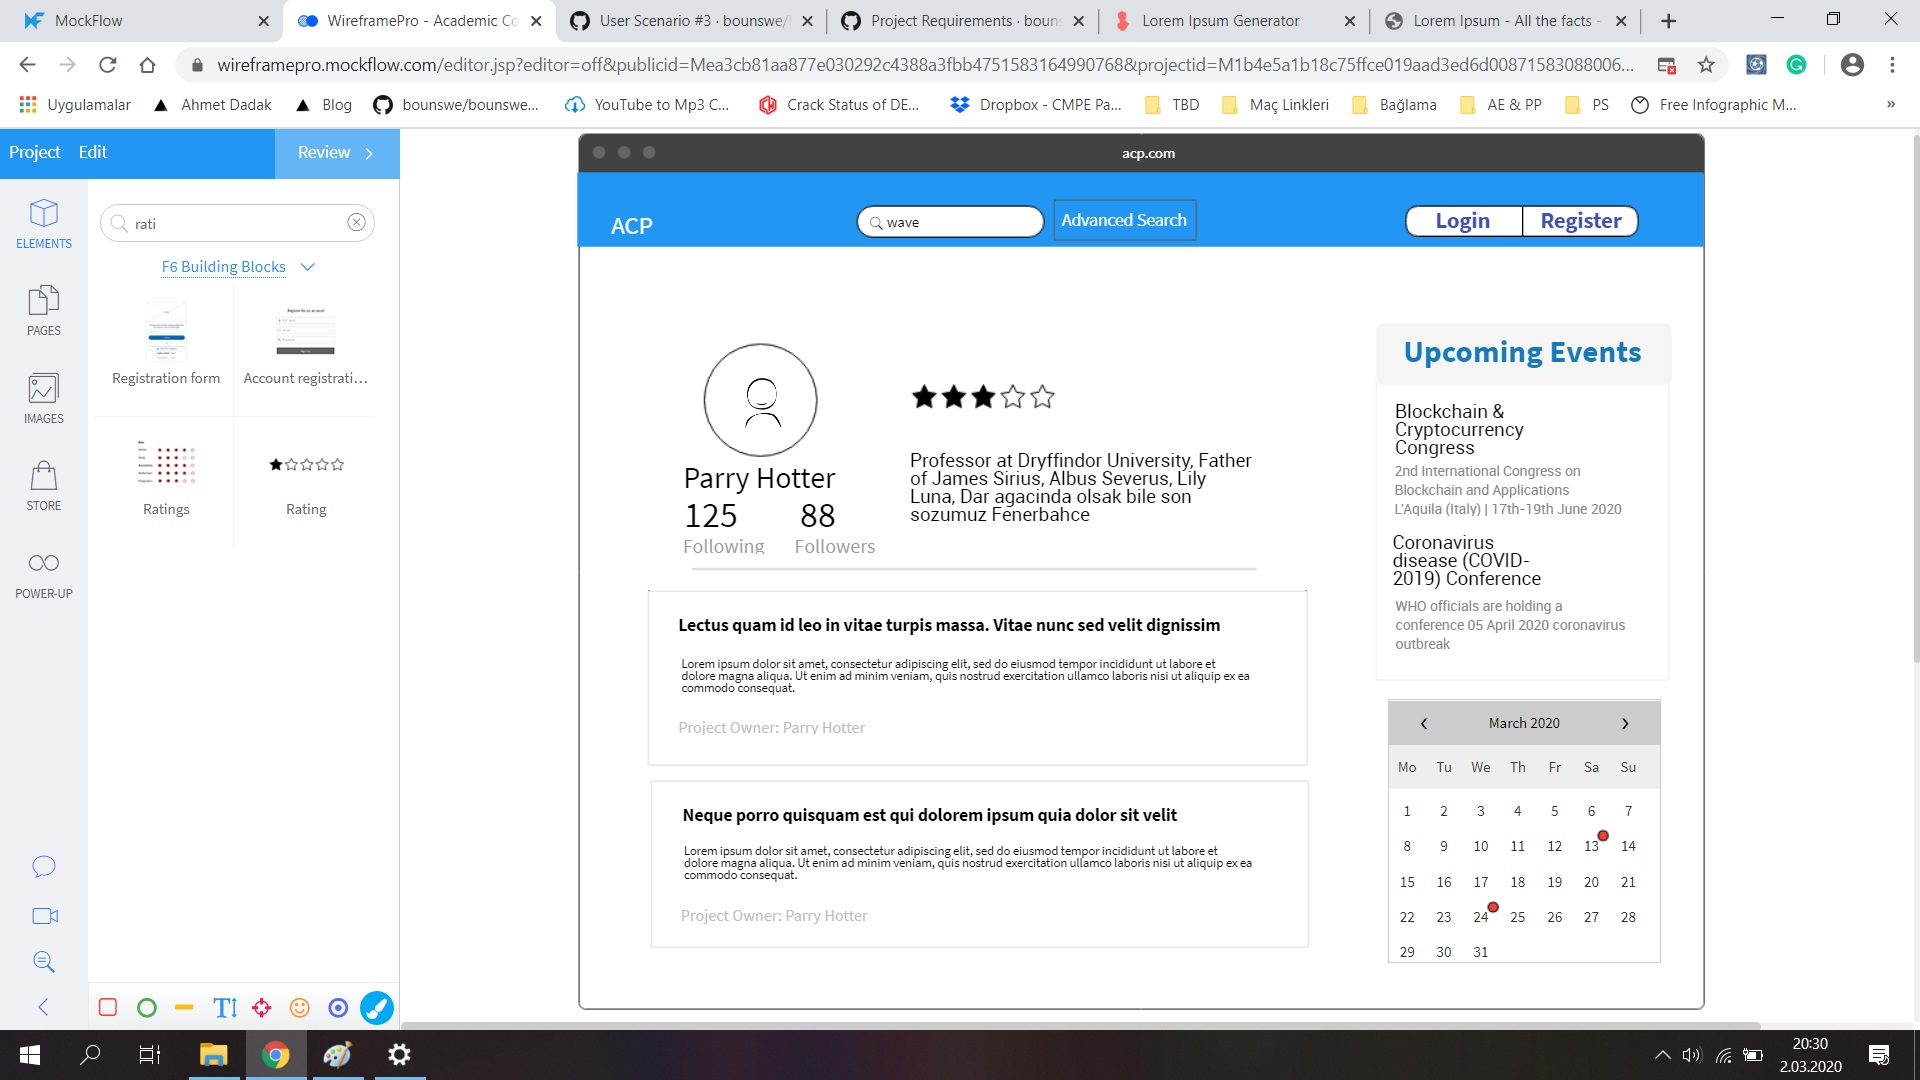 MockFlow
WireframePro - Academic Co
User Scenario #3 · bounswe/
Project Requirements · boun
Lorem Ipsum Generator
Lorem Ipsum - All the facts -
wireframepro.mockflow.com/editor.jsp?editor=off&publicid=Mea3cb81aa877e030292c4388a3fbb4751583164990768&projectid=M1b4e5a1b18c75ffce019aad3ed6d00871583088006...
Uygulamalar
Ahmet Dadak
Blog
bounswe/bounswe...
YouTube to Mp3 C...
Crack Status of DE...
Dropbox - CMPE Pa...
TBD
Maç Linkleri
Bağlama
AE & PP
PS
Free Infographic M...
»
Project
Edit
Review
ELEMENTS
PAGES
IMAGES
STORE
POWER-UP
rati
F6 Building Blocks
Registration form
Account registrati...
Ratings
Rating
acp.com
ACP
wave
Advanced Search
Login
Register
Parry Hotter
125
88
Following
Followers
Professor at Dryffindor University, Father
of James Sirius, Albus Severus, Lily
Luna, Dar agacinda olsak bile son
sozumuz Fenerbahce
Lectus quam id leo in vitae turpis massa. Vitae nunc sed velit dignissim
Lorem ipsum dolor sit amet, consectetur adipiscing elit, sed do eiusmod tempor incididunt ut labore et
dolore magna aliqua. Ut enim ad minim veniam, quis nostrud exercitation ullamco laboris nisi ut aliquip ex ea
commodo consequat.
Project Owner: Parry Hotter
Neque porro quisquam est qui dolorem ipsum quia dolor sit velit
Lorem ipsum dolor sit amet, consectetur adipiscing elit, sed do eiusmod tempor incididunt ut labore et
dolore magna aliqua. Ut enim ad minim veniam, quis nostrud exercitation ullamco laboris nisi ut aliquip ex ea
commodo consequat.
Project Owner: Parry Hotter
Upcoming Events
Blockchain &
Cryptocurrency
Congress
2nd International Congress on
Blockchain and Applications
L'Aquila (Italy) | 17th-19th June 2020
Coronavirus
disease (COVID-
2019) Conference
WHO officials are holding a
conference 05 April 2020 coronavirus
outbreak
March 2020
Mo Tu We Th Fr Sa Su
1 2 3 4 5 6 7
8 9 10 11 12 13 14
15 16 17 18 19 20 21
22 23 24 25 26 27 28
29 30 31
20:30
2.03.2020